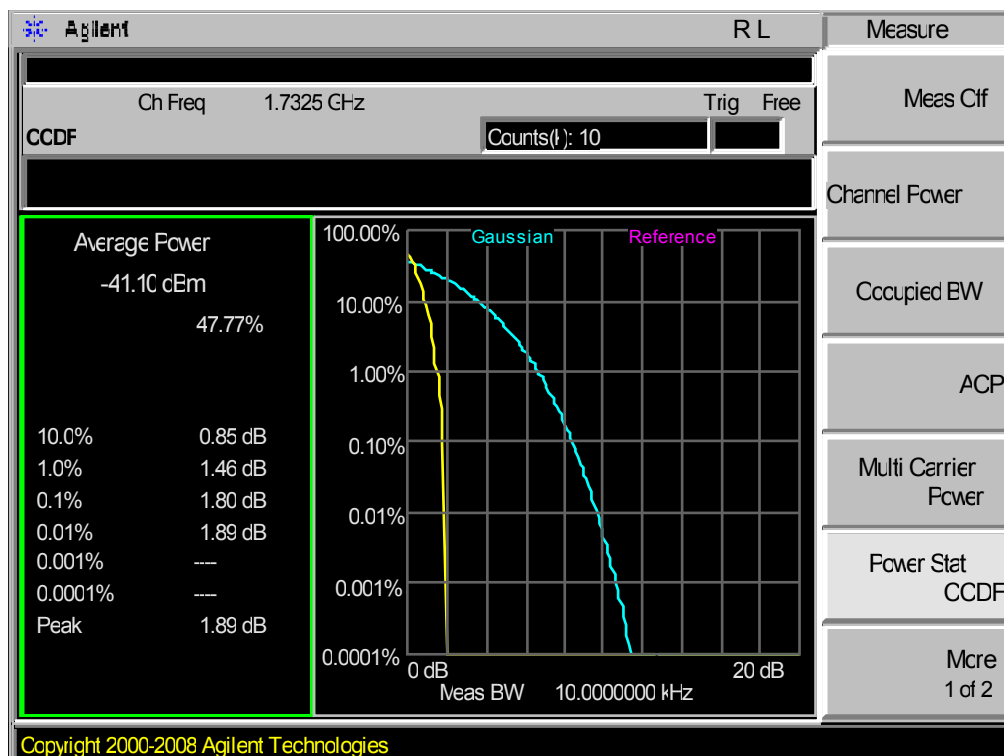 Agilent
R L
Measure
Ch Freq 1.7325 GHz
Trig Free
CCDF
Counts(k): 10
Meas Off
Channel Power
Occupied BW
ACP
Multi Carrier
Power
Power Stat
CCDF
More
1 of 2
Average Power
-41.10 dBm
47.77%
10.0% 0.85 dB
1.0% 1.46 dB
0.1% 1.80 dB
0.01% 1.89 dB
0.001% ----
0.0001% ----
Peak 1.89 dB
Gaussian
Reference
100.00%
10.00%
1.00%
0.10%
0.01%
0.001%
0.0001%
0 dB
20 dB
Meas BW 10.0000000 kHz
Copyright 2000-2008 Agilent Technologies